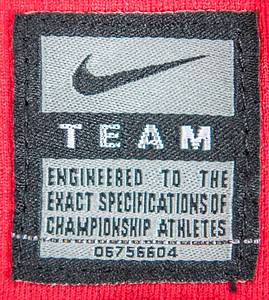 TEAM
ENGINEERED TO THE
EXACT SPECIFICATIONS OF
CHAMPIONSHIP ATHLETES
06756604